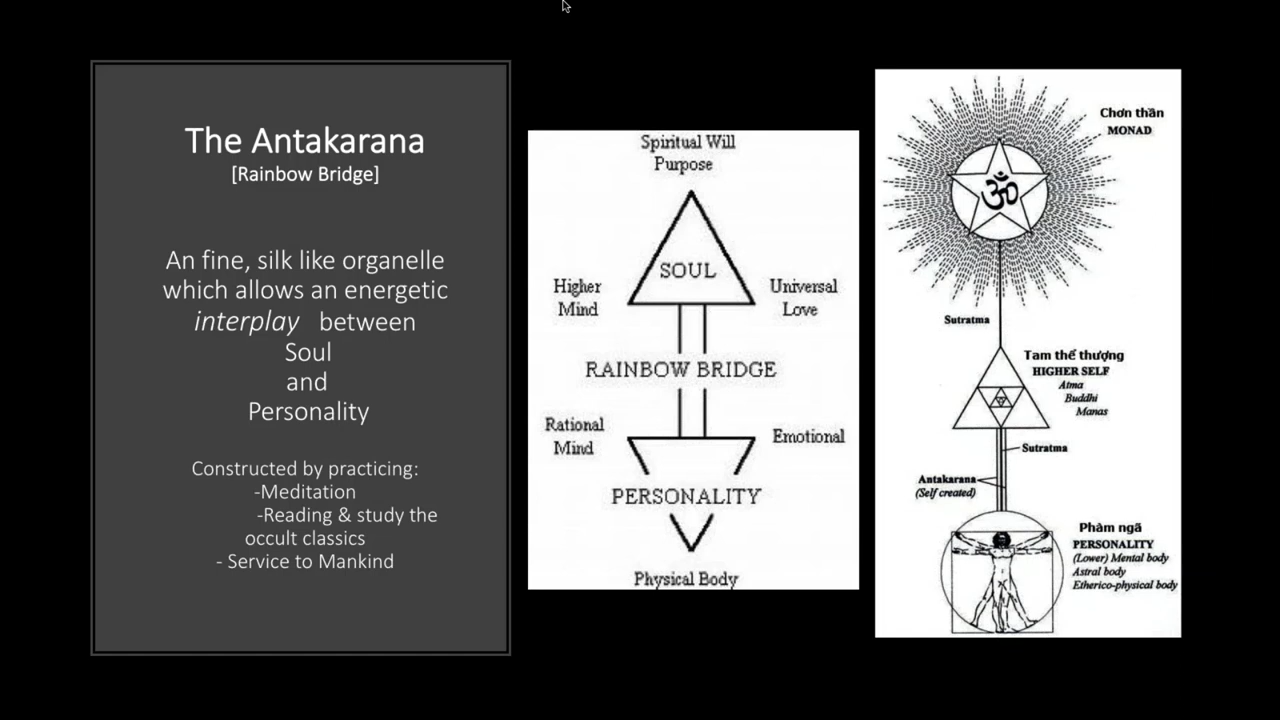 The Antakarana
[Rainbow Bridge]
An fine, silk like organelle
which allows an energetic
interplay between
Soul
and
Personality
Constructed by practicing:
-Meditation
-Reading & study the
occult classics
- Service to Mankind
Spiritual Will
Purpose
SOUL
Higher
Mind
Universal
Love
RAINBOW BRIDGE
Rational
Mind
Emotional
PERSONALITY
Physical Body
Chơn thần
MONAD
ॐ
Sutratma
Tam thể thượng
HIGHER SELF
Atma
Buddhi
Manas
Sutratma
Antakarana
(Self created)
Phàm ngã
PERSONALITY
(Lower) Mental body
Astral body
Etherico-physical body